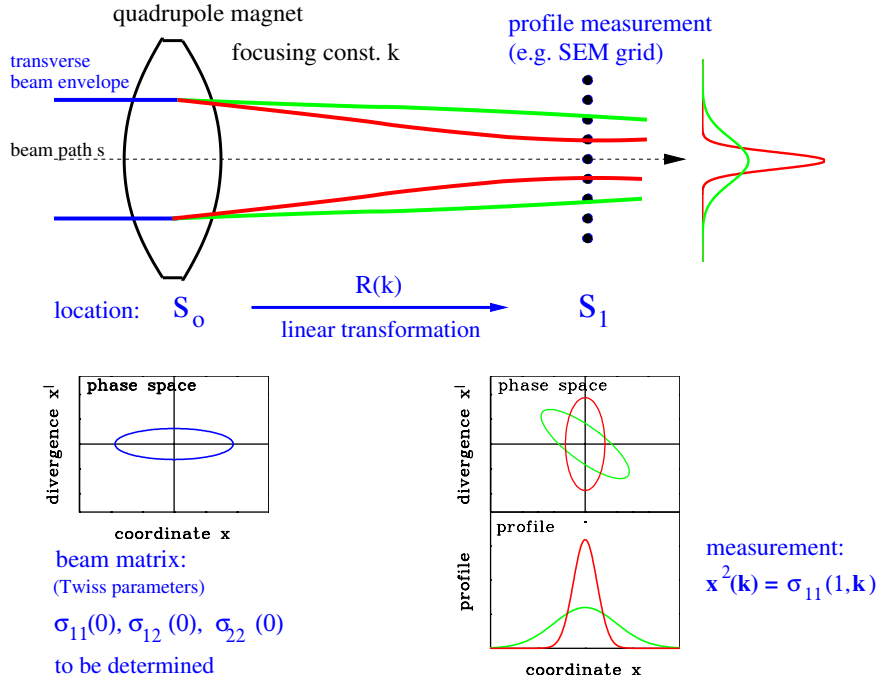 quadrupole magnet
focusing const. k
profile measurement
(e.g. SEM grid)
transverse
beam envelope
beam path s
location:
S₀
R(k)
linear transformation
S₁
phase space
divergence x|
coordinate x
phase space
divergence x|
profile
profile
coordinate x
beam matrix:
(Twiss parameters)
σ₁₁(0), σ₁₂(0), σ₂₂(0)
to be determined
measurement:
x²(k) = σ₁₁(1,k)